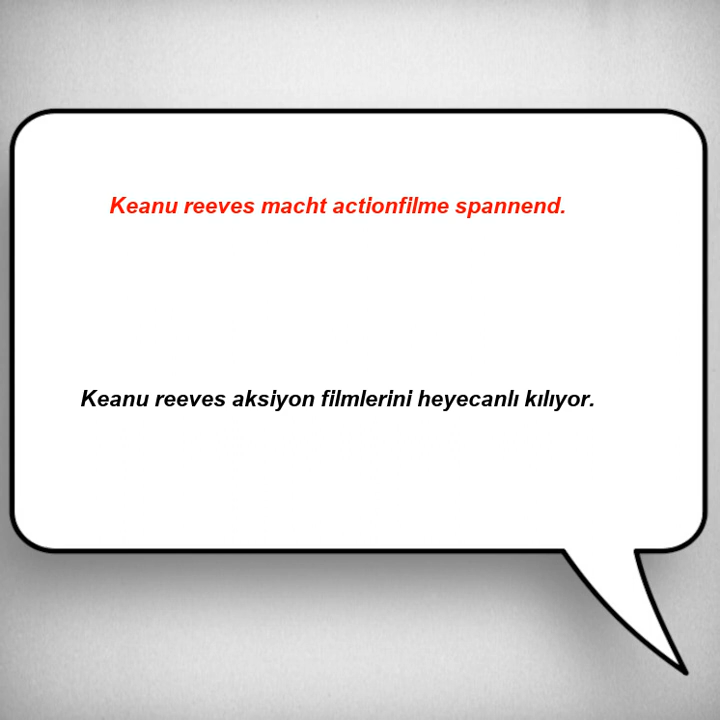 Keanu reeves macht actionfilme spannend.
Keanu reeves aksiyon filmlerini heyecanlı kılıyor.